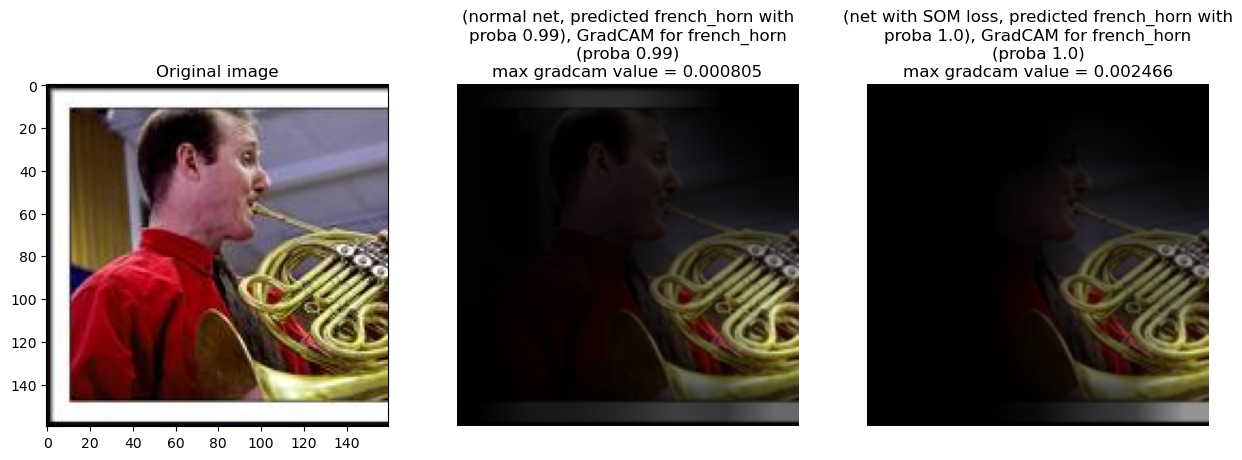 Original image
(normal net, predicted french_horn with
proba 0.99), GradCAM for french_horn
(proba 0.99)
max gradcam value = 0.000805
(net with SOM loss, predicted french_horn with
proba 1.0), GradCAM for french_horn
(proba 1.0)
max gradcam value = 0.002466
0
20
40
60
80
100
120
140
0 20 40 60 80 100 120 140